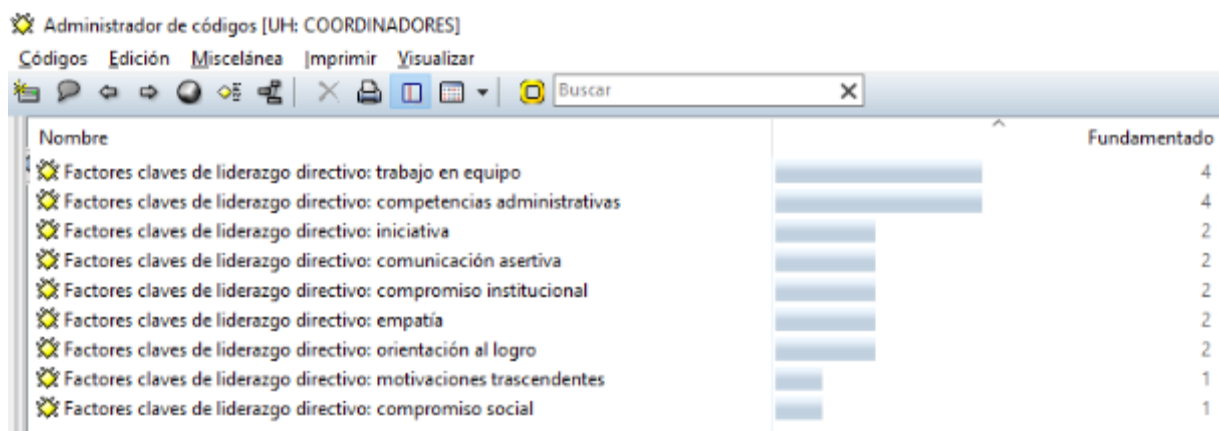 Administrador de códigos [UH: COORDINADORES]
Códigos Edición Miscelánea Imprimir Visualizar
Buscar
Nombre Fundamentado
Factores claves de liderazgo directivo: trabajo en equipo 4
Factores claves de liderazgo directivo: competencias administrativas 4
Factores claves de liderazgo directivo: iniciativa 2
Factores claves de liderazgo directivo: comunicación asertiva 2
Factores claves de liderazgo directivo: compromiso institucional 2
Factores claves de liderazgo directivo: empatía 2
Factores claves de liderazgo directivo: orientación al logro 2
Factores claves de liderazgo directivo: motivaciones trascendentes 1
Factores claves de liderazgo directivo: compromiso social 1